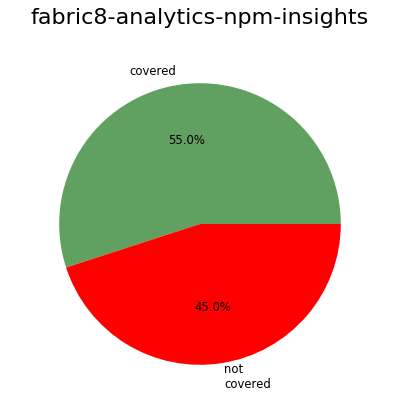 fabric8-analytics-npm-insights
covered
55.0%
45.0%
not
covered